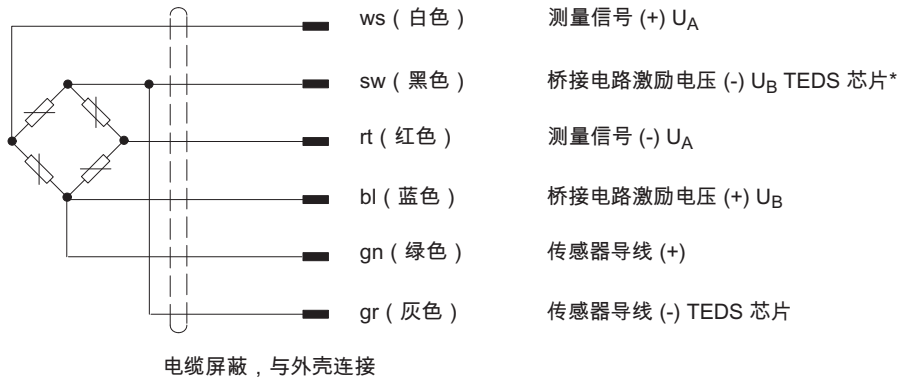 ws ( 白色 ) 测量信号 (+) UA
sw ( 黑色 ) 桥接电路激励电压 (-) UB TEDS 芯片*
rt ( 红色 ) 测量信号 (-) UA
bl ( 蓝色 ) 桥接电路激励电压 (+) UB
gn ( 绿色 ) 传感器导线 (+)
gr ( 灰色 ) 传感器导线 (-) TEDS 芯片
电缆屏蔽 , 与外壳连接